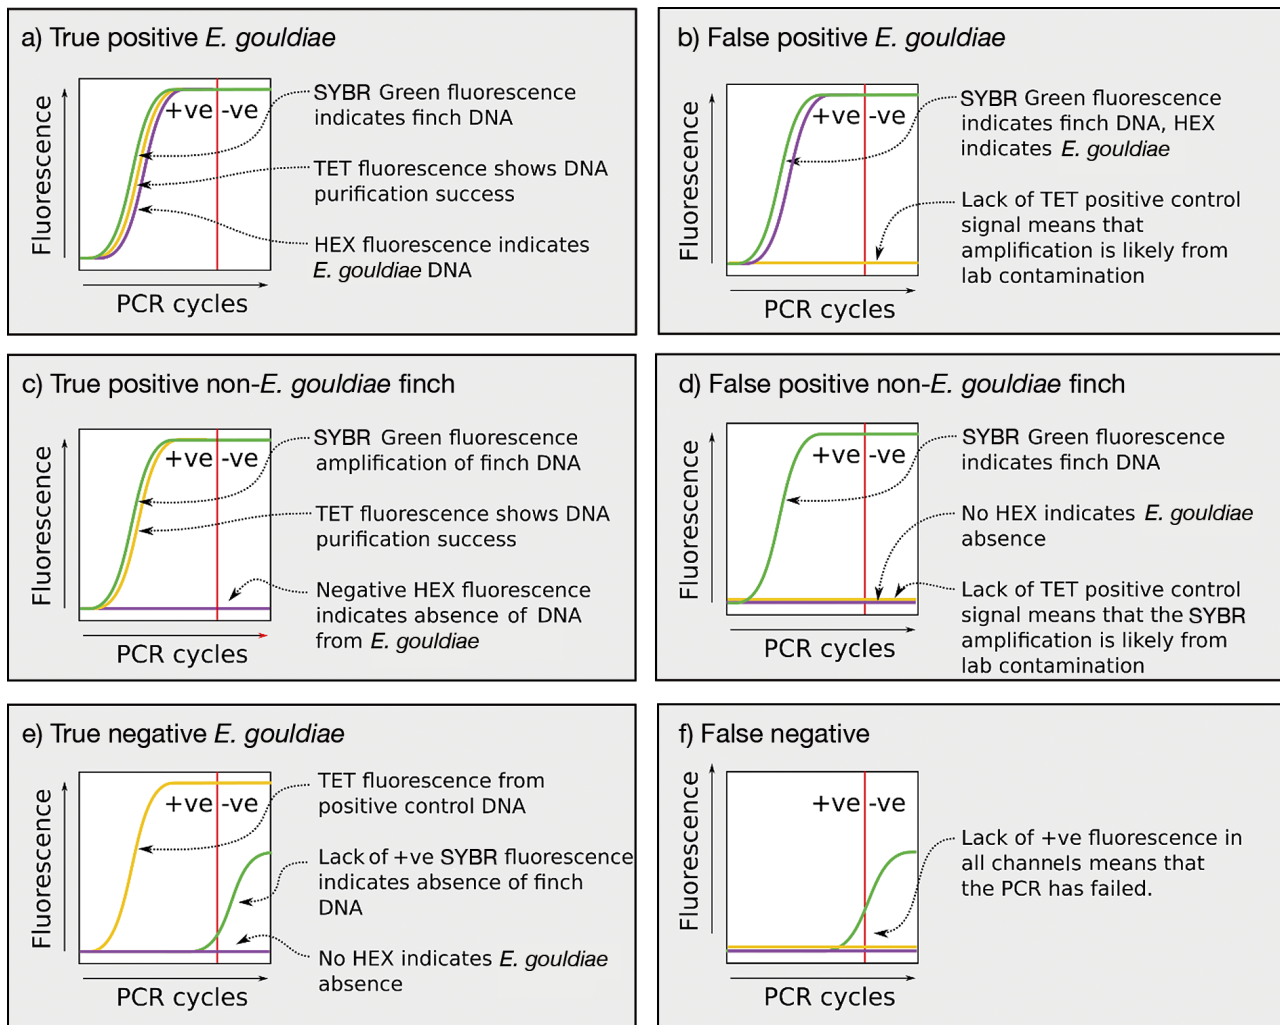 a) True positive E. gouldiae
Fluorescence
+ve -ve
PCR cycles
SYBR Green fluorescence
indicates finch DNA
TET fluorescence shows DNA
purification success
HEX fluorescence indicates
E. gouldiae DNA
b) False positive E. gouldiae
Fluorescence
+ve -ve
PCR cycles
SYBR Green fluorescence
indicates finch DNA, HEX
indicates E. gouldiae
Lack of TET positive control
signal means that
amplification is likely from
lab contamination
c) True positive non-E. gouldiae finch
Fluorescence
+ve -ve
PCR cycles
SYBR Green fluorescence
amplification of finch DNA
TET fluorescence shows DNA
purification success
Negative HEX fluorescence
indicates absence of DNA
from E. gouldiae
d) False positive non-E. gouldiae finch
Fluorescence
+ve -ve
PCR cycles
SYBR Green fluorescence
indicates finch DNA
No HEX indicates E. gouldiae
absence
Lack of TET positive control
signal means that the SYBR
amplification is likely from
lab contamination
e) True negative E. gouldiae
Fluorescence
+ve -ve
PCR cycles
TET fluorescence from
positive control DNA
Lack of +ve SYBR fluorescence
indicates absence of finch
DNA
No HEX indicates E. gouldiae
absence
f) False negative
Fluorescence
+ve -ve
PCR cycles
Lack of +ve fluorescence in
all channels means that
the PCR has failed.